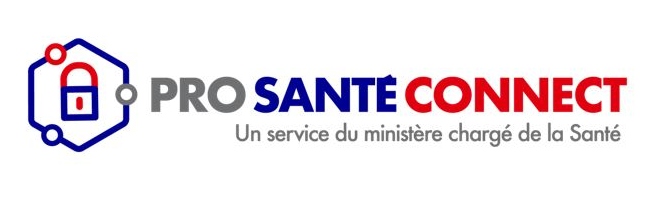 PRO SANTÉ CONNECT
Un service du ministère chargé de la Santé